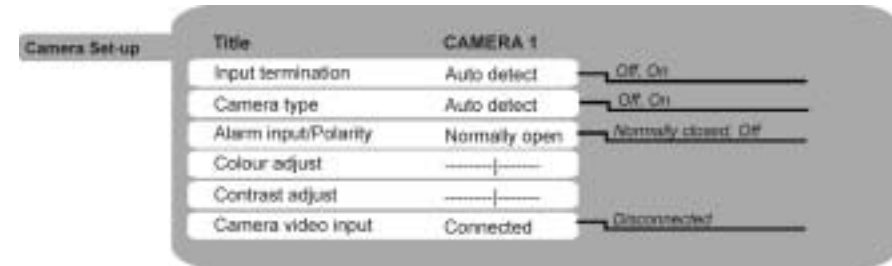 Camera Set-up
Title CAMERA 1
Input termination Auto detect Off, On
Camera type Auto detect Off, On
Alarm input/Polarity Normally open Normally closed, Off
Colour adjust --------|-------
Contrast adjust --------|-------
Camera video input Connected Disconnected